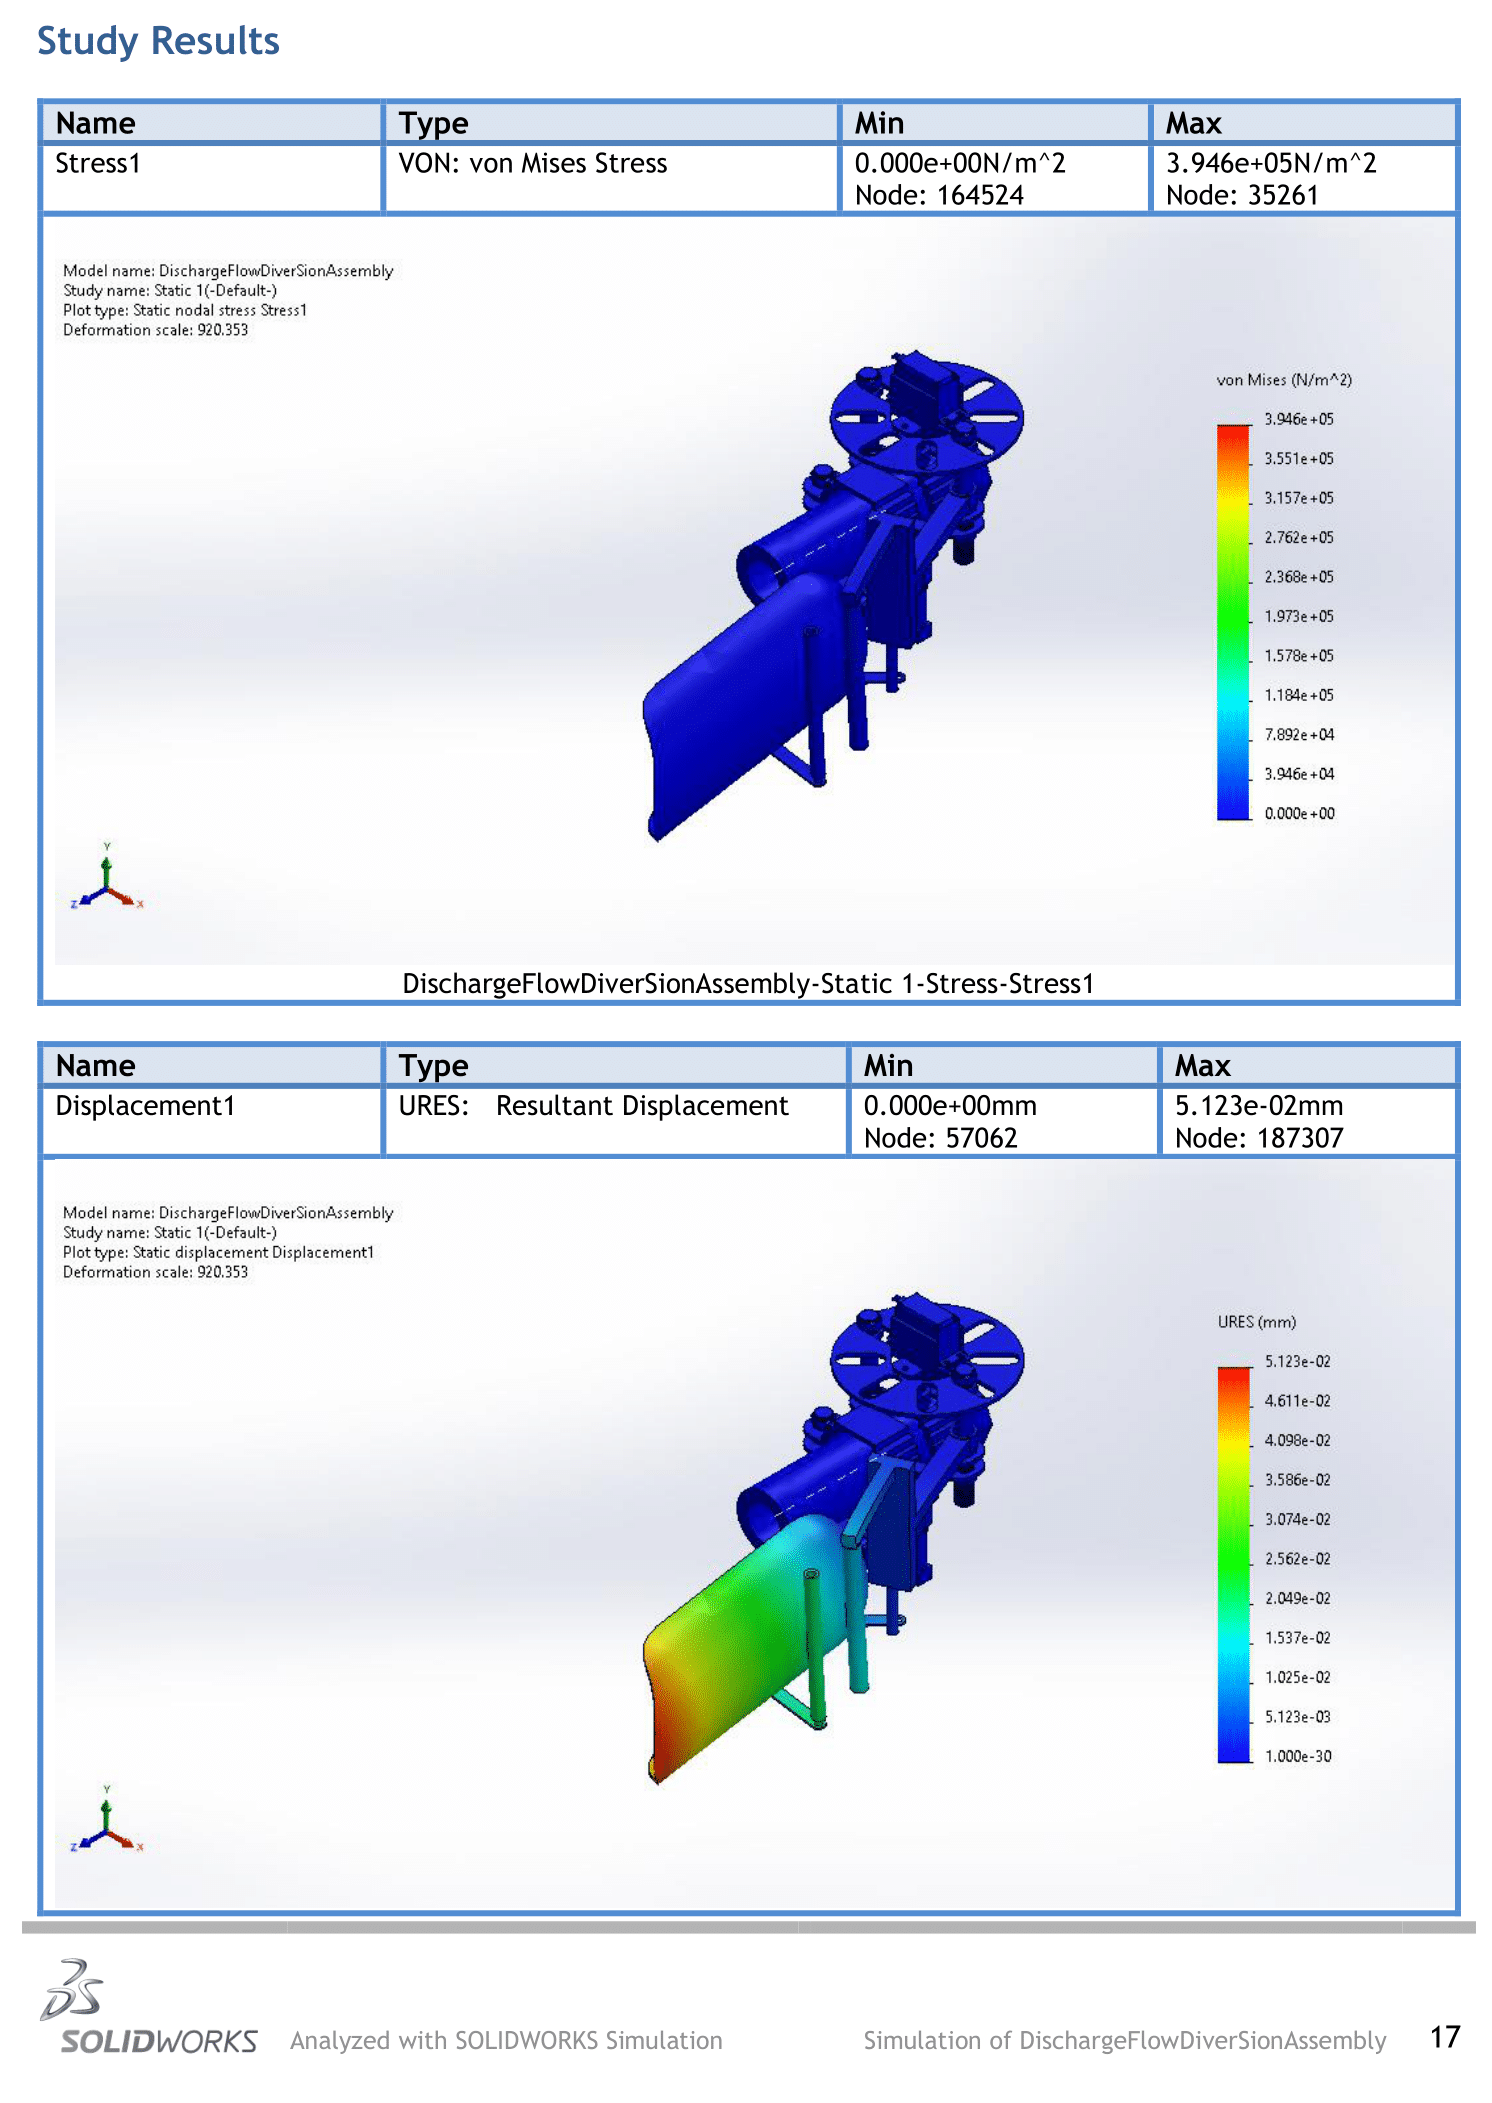 Study Results
Name Type Min Max
Stress1 VON: von Mises Stress 0.000e+00N/m^2 3.946e+05N/m^2
Node: 164524 Node: 35261
Model name: DischargeFlowDiverSionAssembly
Study name: Static 1(-Default-)
Plot type: Static nodal stress Stress1
Deformation scale: 920.353
von Mises (N/m^2)
3.946e+05
3.551e+05
3.157e+05
2.762e+05
2.368e+05
1.973e+05
1.578e+05
1.184e+05
7.892e+04
3.946e+04
0.000e+00
Y
Z X
DischargeFlowDiverSionAssembly-Static 1-Stress-Stress1
Name Type Min Max
Displacement1 URES: Resultant Displacement 0.000e+00mm 5.123e-02mm
Node: 57062 Node: 187307
Model name: DischargeFlowDiverSionAssembly
Study name: Static 1(-Default-)
Plot type: Static displacement Displacement1
Deformation scale: 920.353
URES (mm)
5.123e-02
4.611e-02
4.098e-02
3.586e-02
3.074e-02
2.562e-02
2.049e-02
1.537e-02
1.025e-02
5.123e-03
1.000e-30
Y
Z X
SOLIDWORKS Analyzed with SOLIDWORKS Simulation Simulation of DischargeFlowDiverSionAssembly 17